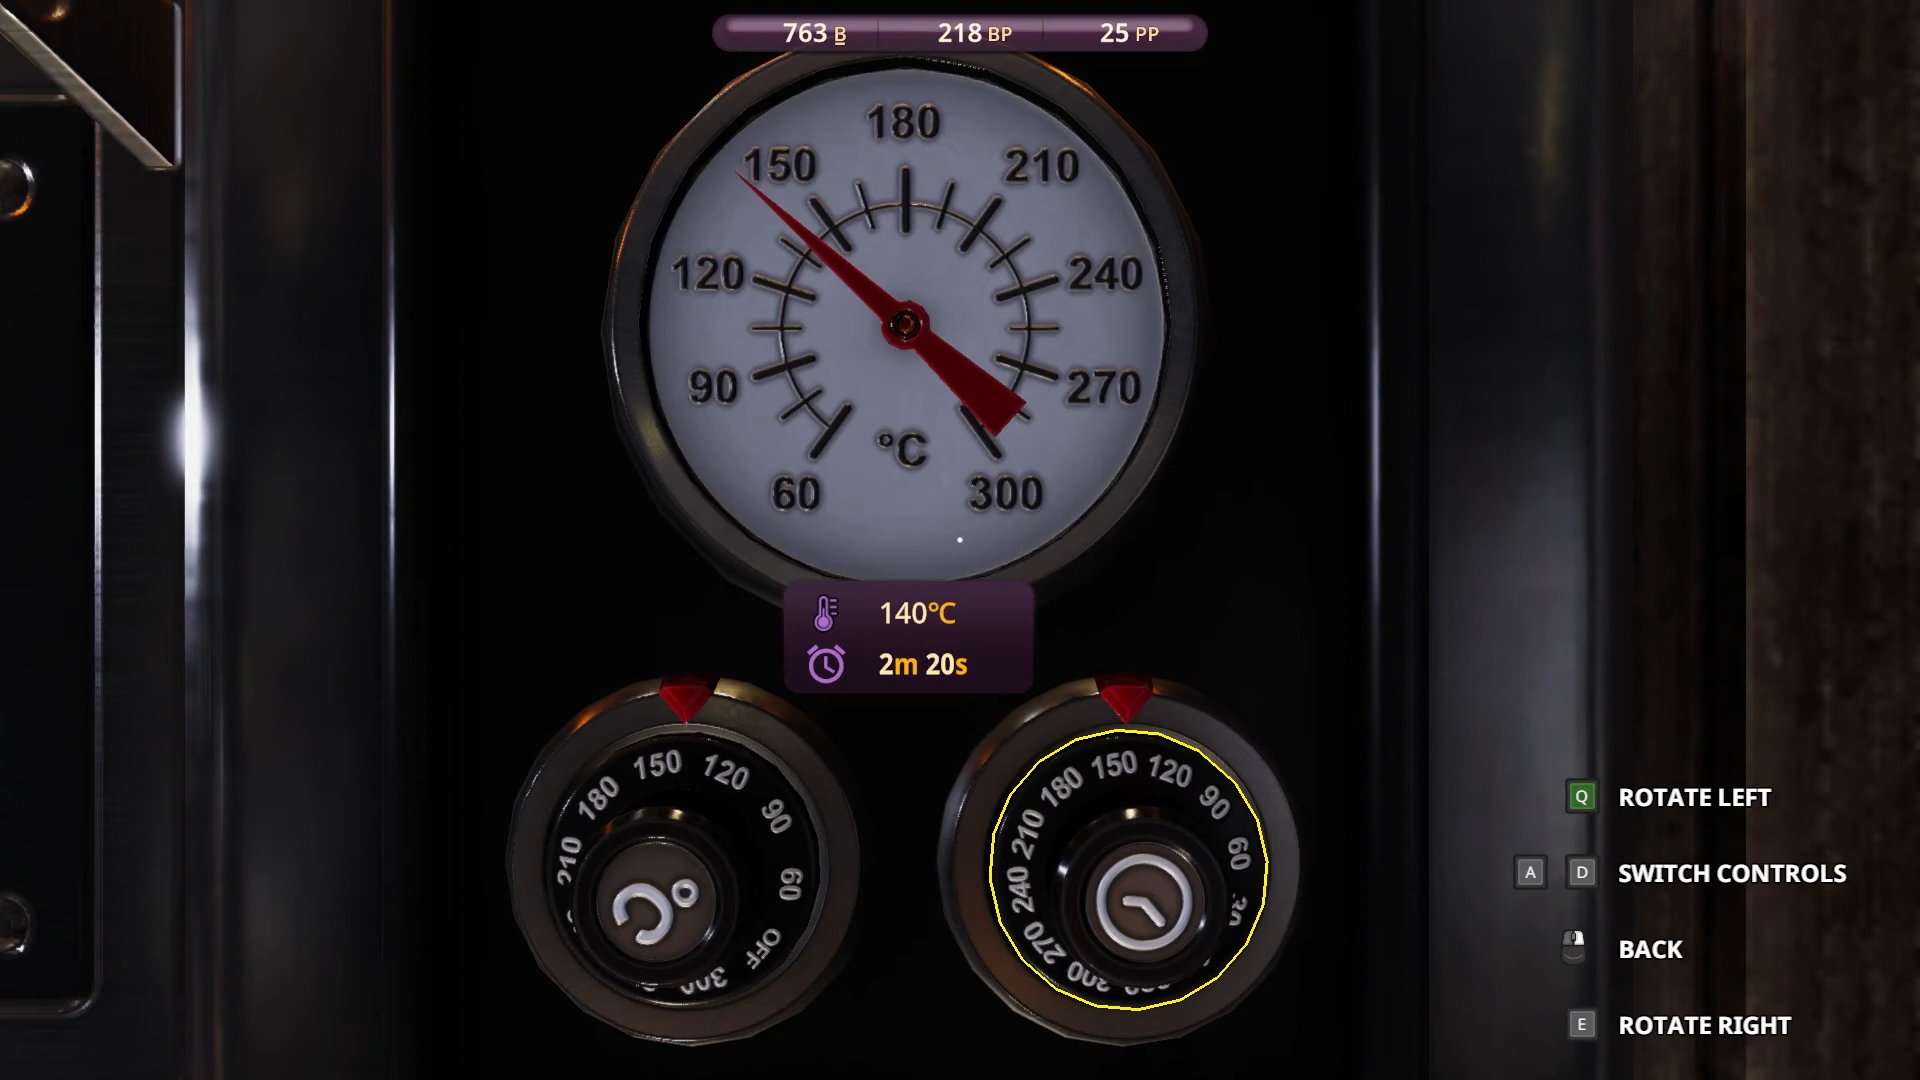 763 B 218 BP 25 PP
180
150 210
120 240
90 270
°C
60 300
140°C
2m 20s
210 180 150 120 90 60 OFF 300
°C
300 270 240 210 180 150 120 90 60 30
Q ROTATE LEFT
A D SWITCH CONTROLS
BACK
E ROTATE RIGHT